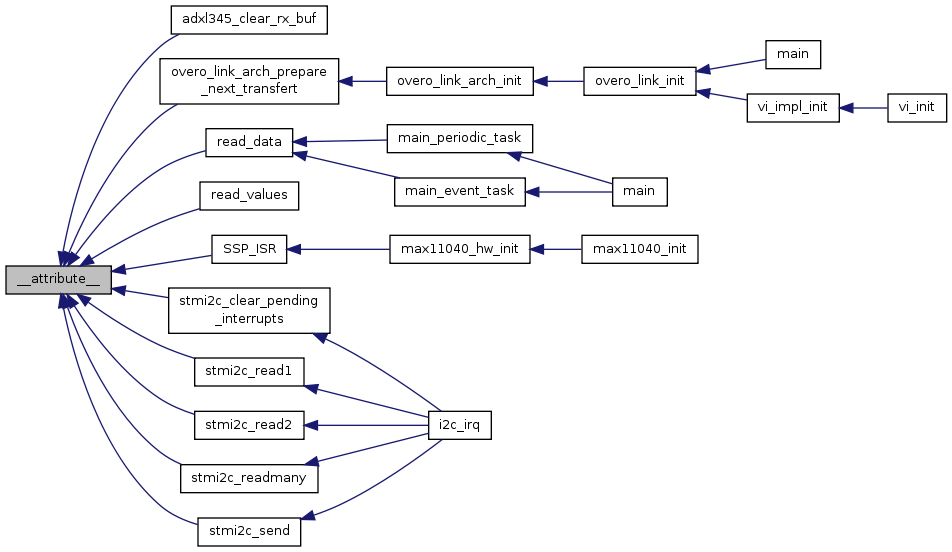 adxl345_clear_rx_buf
main
overo_link_arch_prepare
_next_transfert
overo_link_arch_init
overo_link_init
vi_impl_init
vi_init
read_data
main_periodic_task
main_event_task
main
read_values
SSP_ISR
max11040_hw_init
max11040_init
__attribute__
stmi2c_clear_pending
_interrupts
stmi2c_read1
stmi2c_read2
i2c_irq
stmi2c_readmany
stmi2c_send